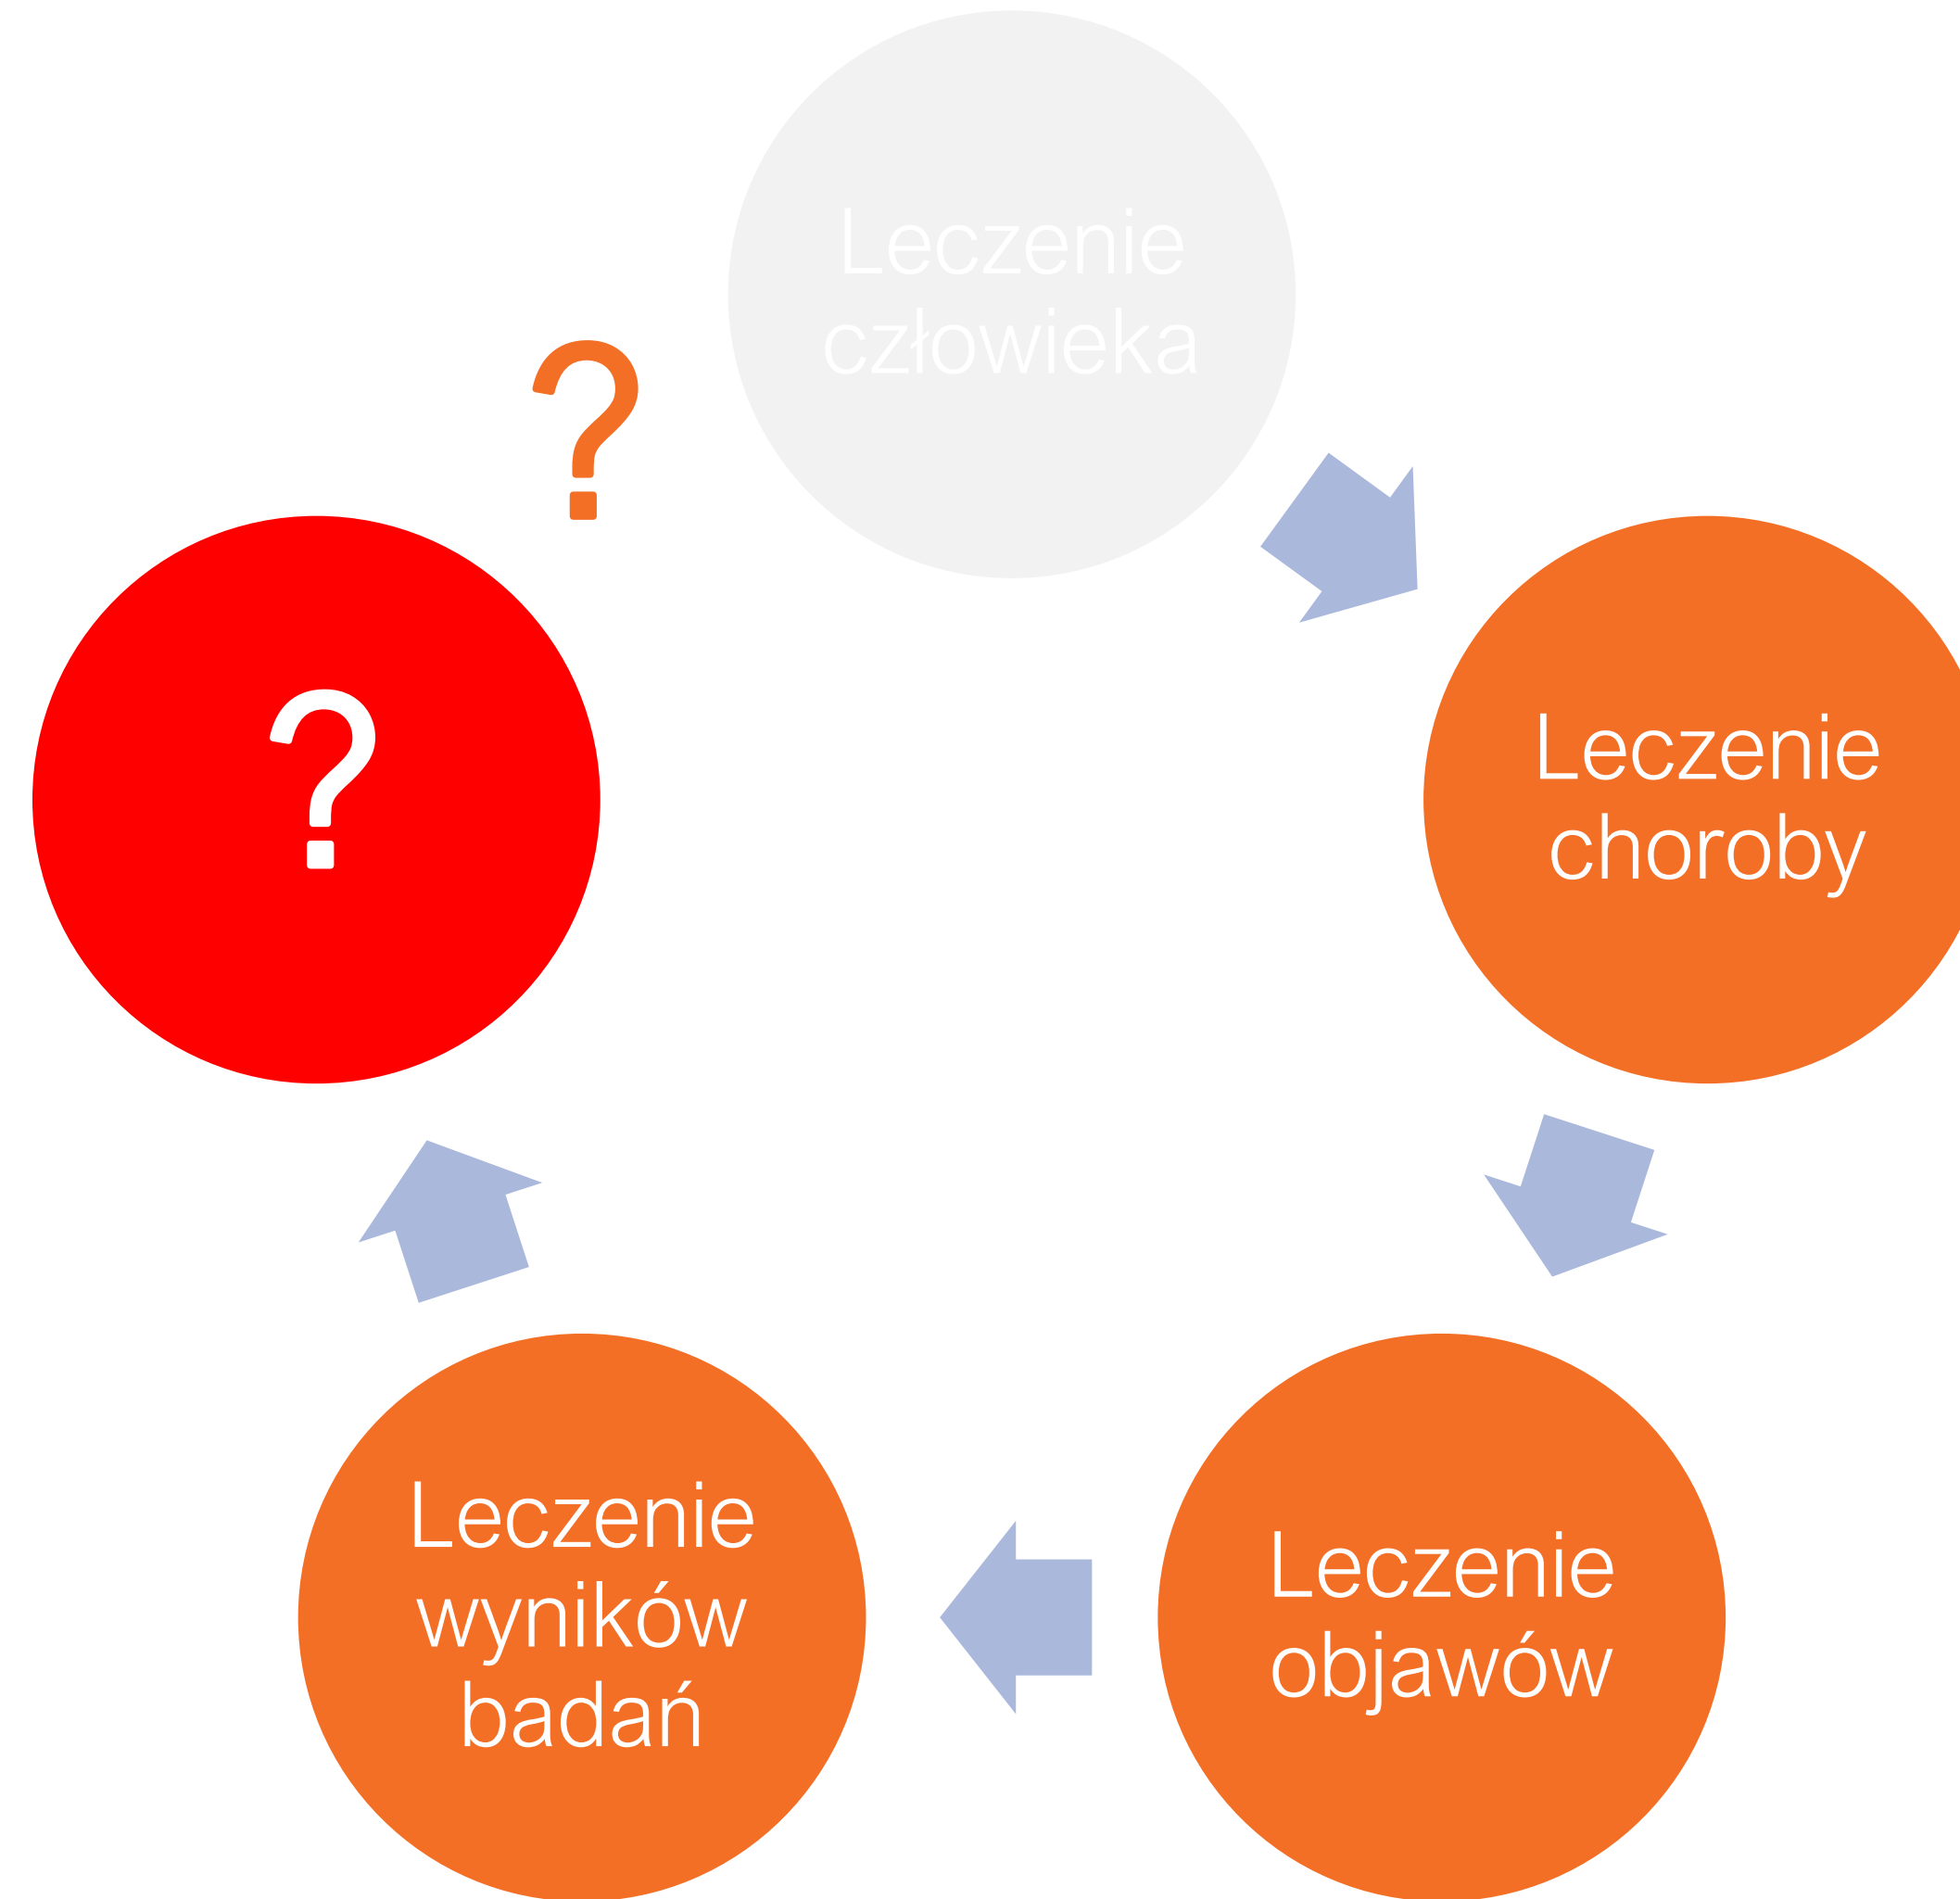 Leczenie
człowieka
?
Leczenie
choroby
?
Leczenie
objawów
Leczenie
wyników
badań